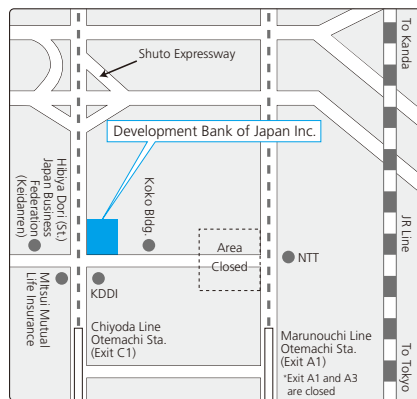 To Kanda
Shuto Expressway
Development Bank of Japan Inc.
Hibiya Dori (St.)
Japan Business
Federation
(Keidanren)
Koko Bldg.
Area
Closed
NTT
JR Line
MItsui Mutual
Life Insurance
KDDI
Chiyoda Line
Otemachi Sta.
(Exit C1)
Marunouchi Line
Otemachi Sta.
(Exit A1)
*Exit A1 and A3
are closed
To Tokyo